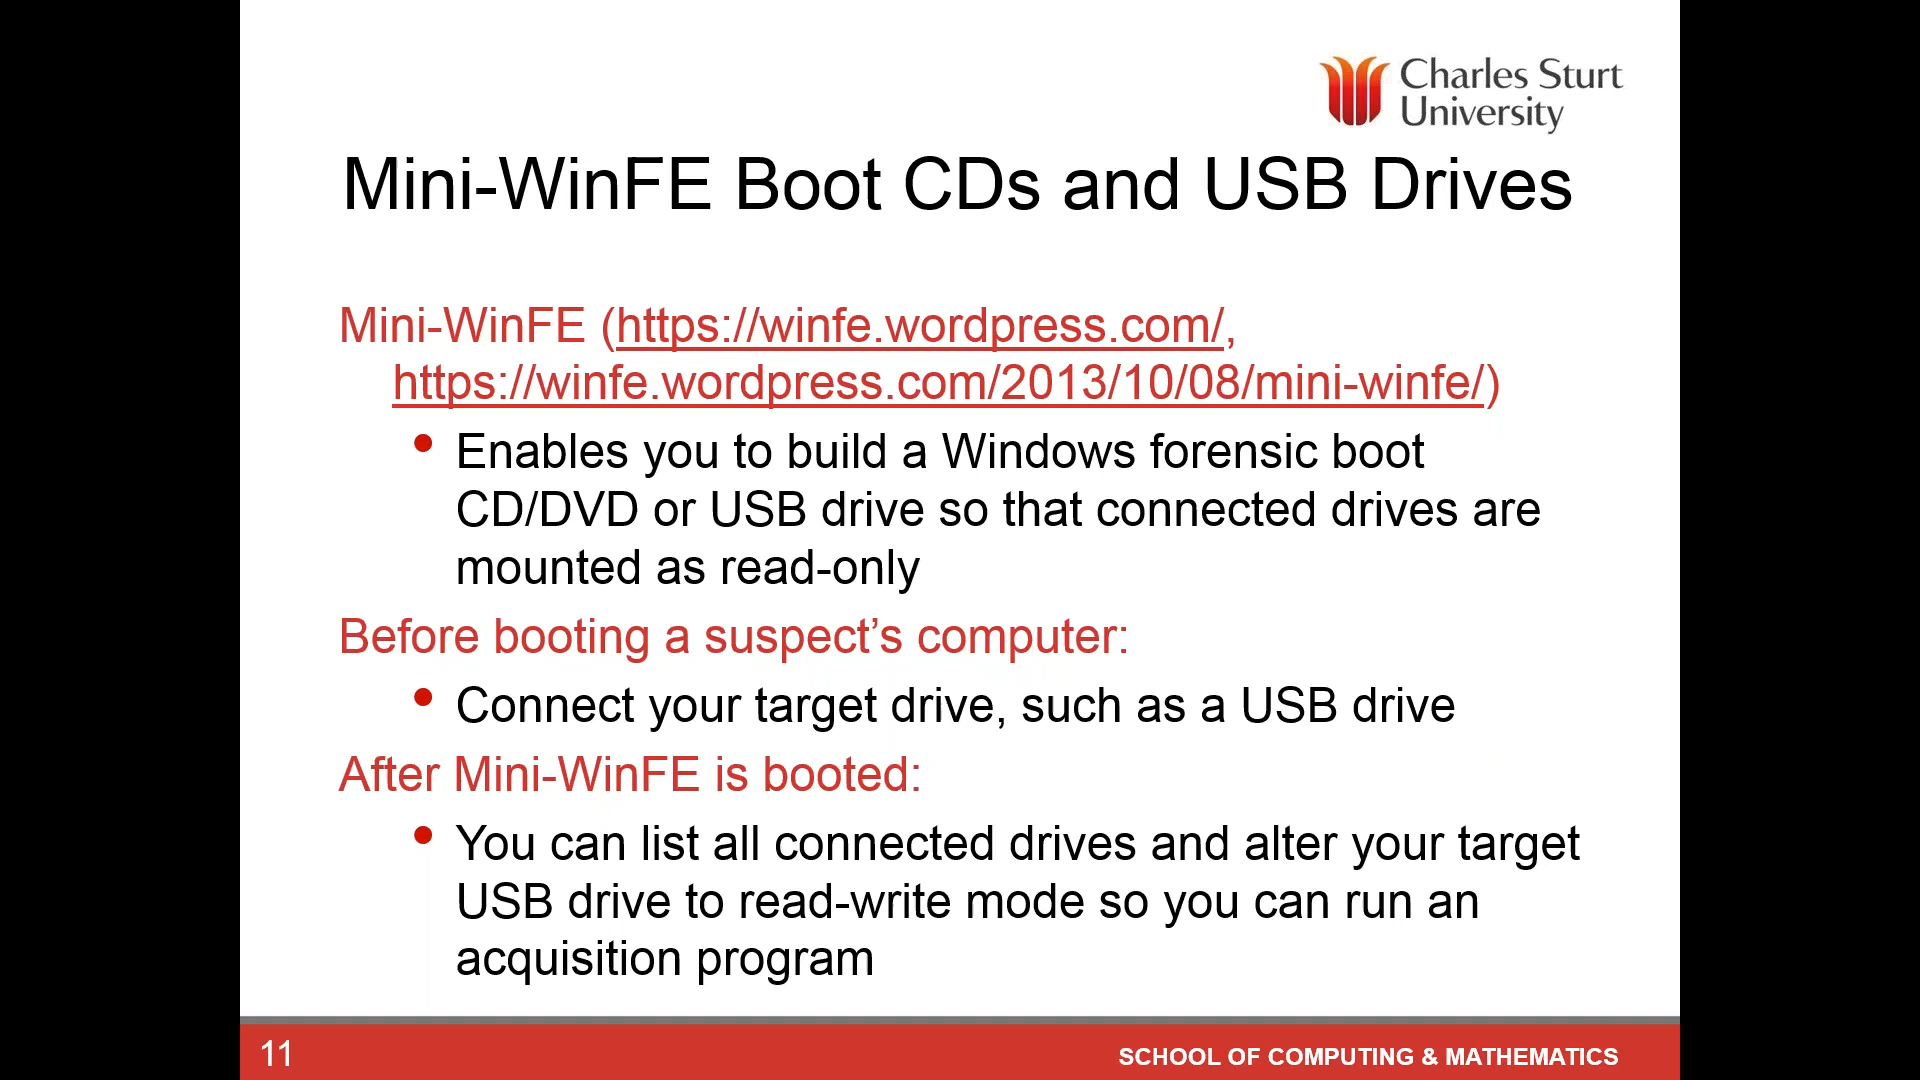 Charles Sturt
University
Mini-WinFE Boot CDs and USB Drives
Mini-WinFE (https://winfe.wordpress.com/,
https://winfe.wordpress.com/2013/10/08/mini-winfe/)
• Enables you to build a Windows forensic boot
CD/DVD or USB drive so that connected drives are
mounted as read-only
Before booting a suspect’s computer:
• Connect your target drive, such as a USB drive
After Mini-WinFE is booted:
• You can list all connected drives and alter your target
USB drive to read-write mode so you can run an
acquisition program
11
SCHOOL OF COMPUTING & MATHEMATICS